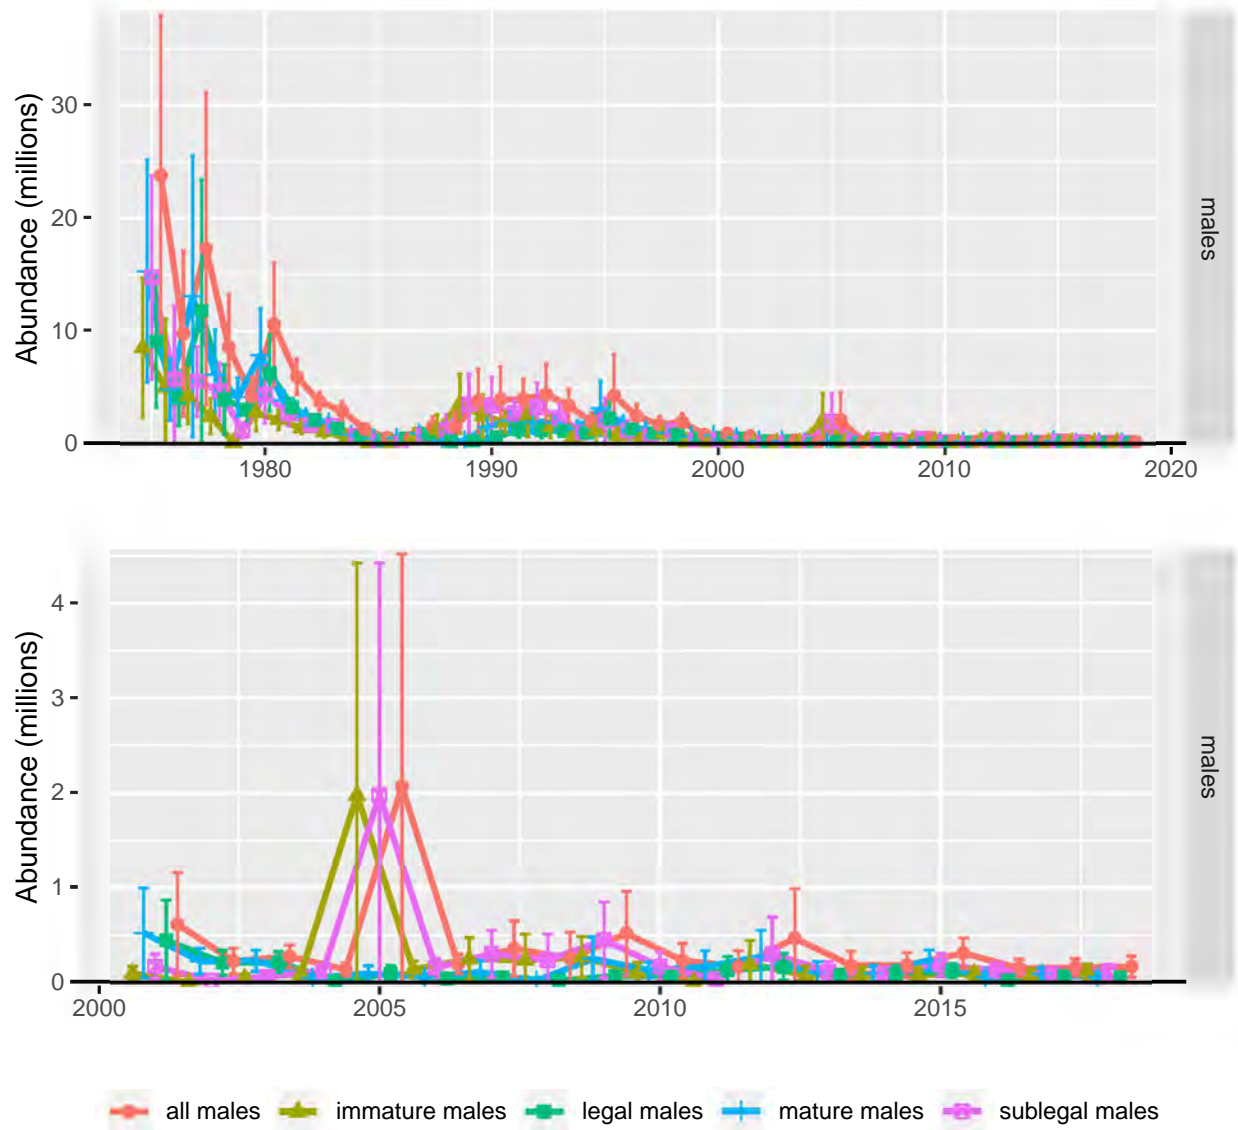 Abundance (millions)
30
20
10
0
males
1980 1990 2000 2010 2020
Abundance (millions)
4
3
2
1
0
males
2000 2005 2010 2015
all males immature males legal males mature males sublegal males